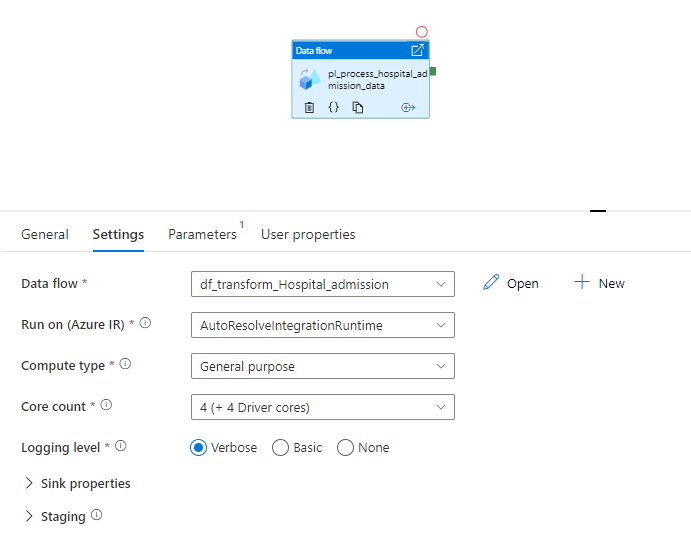 Data flow
pl_process_hospital_ad
mission_data
{}
General
Settings
Parameters 1
User properties
Data flow *
df_transform_Hospital_admission
Open
New
Run on (Azure IR) *
AutoResolveIntegrationRuntime
Compute type *
General purpose
Core count *
4 (+ 4 Driver cores)
Logging level *
Verbose
Basic
None
Sink properties
Staging